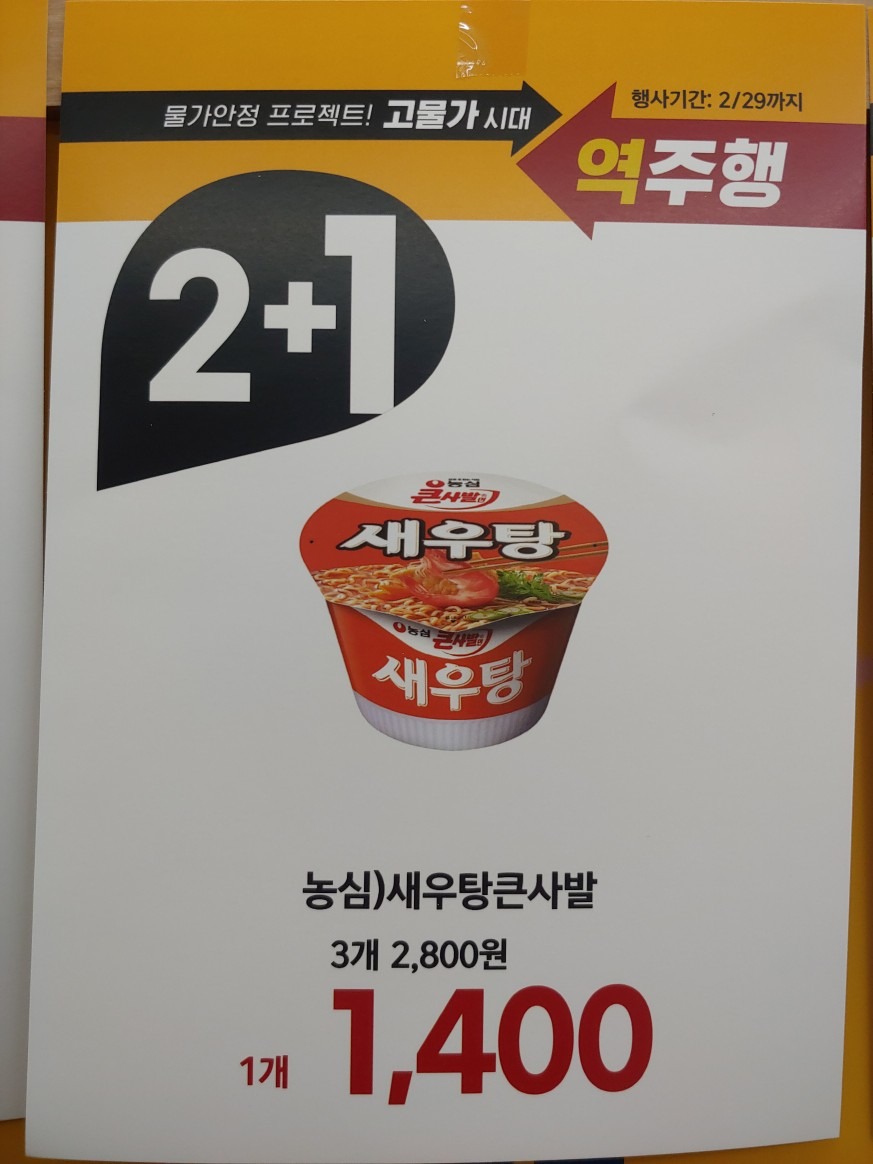 물가안정 프로젝트! 고물가 시대
행사기간: 2/29까지
역주행
2+1
농심
큰사발면
새우탕
농심 큰사발면
새우탕
농심)새우탕큰사발
3개 2,800원
1개 1,400